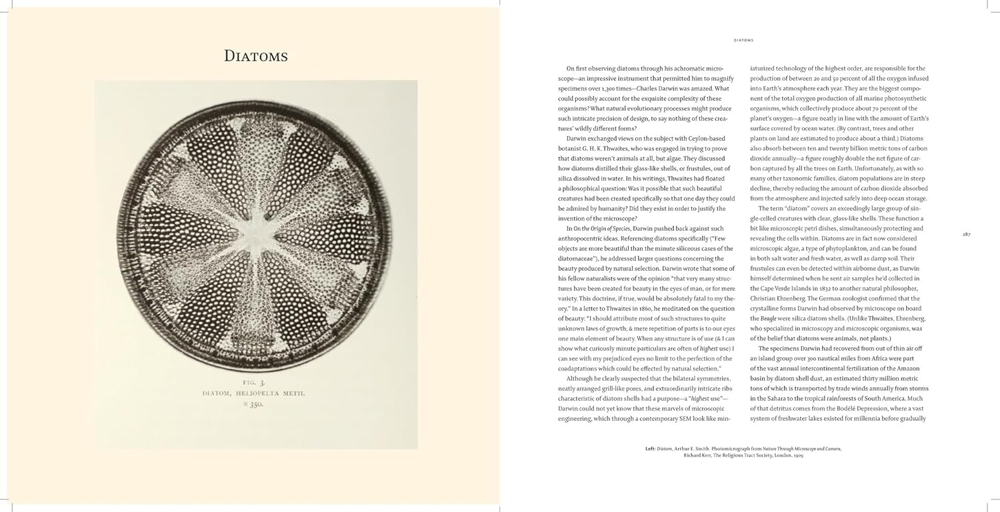 Diatoms
FIG. 3.
DIATOM, HELIOPELTA METII.
× 350.
DIATOMS
On first observing diatoms through his achromatic micro-
scope—an impressive instrument that permitted him to magnify
specimens over 1,300 times—Charles Darwin was amazed. What
could possibly account for the exquisite complexity of these
organisms? What natural evolutionary processes might produce
such intricate precision of design, to say nothing of these crea-
tures' wildly different forms?
Darwin exchanged views on the subject with Ceylon-based
botanist G. H. K. Thwaites, who was engaged in trying to prove
that diatoms weren't animals at all, but algae. They discussed
how diatoms distilled their glass-like shells, or frustules, out of
silica dissolved in water. In his writings, Thwaites had floated
a philosophical question: Was it possible that such beautiful
creatures had been created specifically so that one day they could
be admired by humanity? Did they exist in order to justify the
invention of the microscope?
In On the Origin of Species, Darwin pushed back against such
anthropocentric ideas. Referencing diatoms specifically ("Few
objects are more beautiful than the minute siliceous cases of the
diatomaceae"), he addressed larger questions concerning the
beauty produced by natural selection. Darwin wrote that some of
his fellow naturalists were of the opinion "that very many struc-
tures have been created for beauty in the eyes of man, or for mere
variety. This doctrine, if true, would be absolutely fatal to my the-
ory." In a letter to Thwaites in 1860, he meditated on the question
of beauty: "I should attribute most of such structures to quite
unknown laws of growth; & mere repetition of parts is to our eyes
one main element of beauty. When any structure is of use (& I can
show what curiously minute particulars are often of highest use) I
can see with my prejudiced eyes no limit to the perfection of the
coadaptations which could be effected by natural selection."
Although he clearly suspected that the bilateral symmetries,
neatly arranged grill-like pores, and extraordinarily intricate ribs
characteristic of diatom shells had a purpose—a "highest use"—
Darwin could not yet know that these marvels of microscopic
engineering, which through a contemporary SEM look like min-
iaturized technology of the highest order, are responsible for the
production of between 20 and 50 percent of all the oxygen infused
into Earth's atmosphere each year. They are the biggest compo-
nent of the total oxygen production of all marine photosynthetic
organisms, which collectively produce about 70 percent of the
planet's oxygen—a figure neatly in line with the amount of Earth's
surface covered by ocean water. (By contrast, trees and other
plants on land are estimated to produce about a third.) Diatoms
also absorb between ten and twenty billion metric tons of carbon
dioxide annually—a figure roughly double the net figure of car-
bon captured by all the trees on Earth. Unfortunately, as with so
many other taxonomic families, diatom populations are in steep
decline, thereby reducing the amount of carbon dioxide absorbed
from the atmosphere and injected safely into deep ocean storage.
The term "diatom" covers an exceedingly large group of sin-
gle-celled creatures with clear, glass-like shells. These function a
bit like microscopic petri dishes, simultaneously protecting and
revealing the cells within. Diatoms are in fact now considered
microscopic algae, a type of phytoplankton, and can be found
in both salt water and fresh water, as well as damp soil. Their
frustules can even be detected within airborne dust, as Darwin
himself determined when he sent air samples he'd collected in
the Cape Verde Islands in 1832 to another natural philosopher,
Christian Ehrenberg. The German zoologist confirmed that the
crystalline forms Darwin had observed by microscope on board
the Beagle were silica diatom shells. (Unlike Thwaites, Ehrenberg,
who specialized in microscopy and microscopic organisms, was
of the belief that diatoms were animals, not plants.)
The specimens Darwin had recovered from out of thin air off
an island group over 300 nautical miles from Africa were part
of the vast annual intercontinental fertilization of the Amazon
basin by diatom shell dust, an estimated thirty million metric
tons of which is transported by trade winds annually from storms
in the Sahara to the tropical rainforests of South America. Much
of that detritus comes from the Bodélé Depression, where a vast
system of freshwater lakes existed for millennia before gradually
287
Left: Diatom, Arthur E. Smith. Photomicrograph from Nature Through Microscope and Camera,
Richard Kerr, The Religious Tract Society, London, 1909